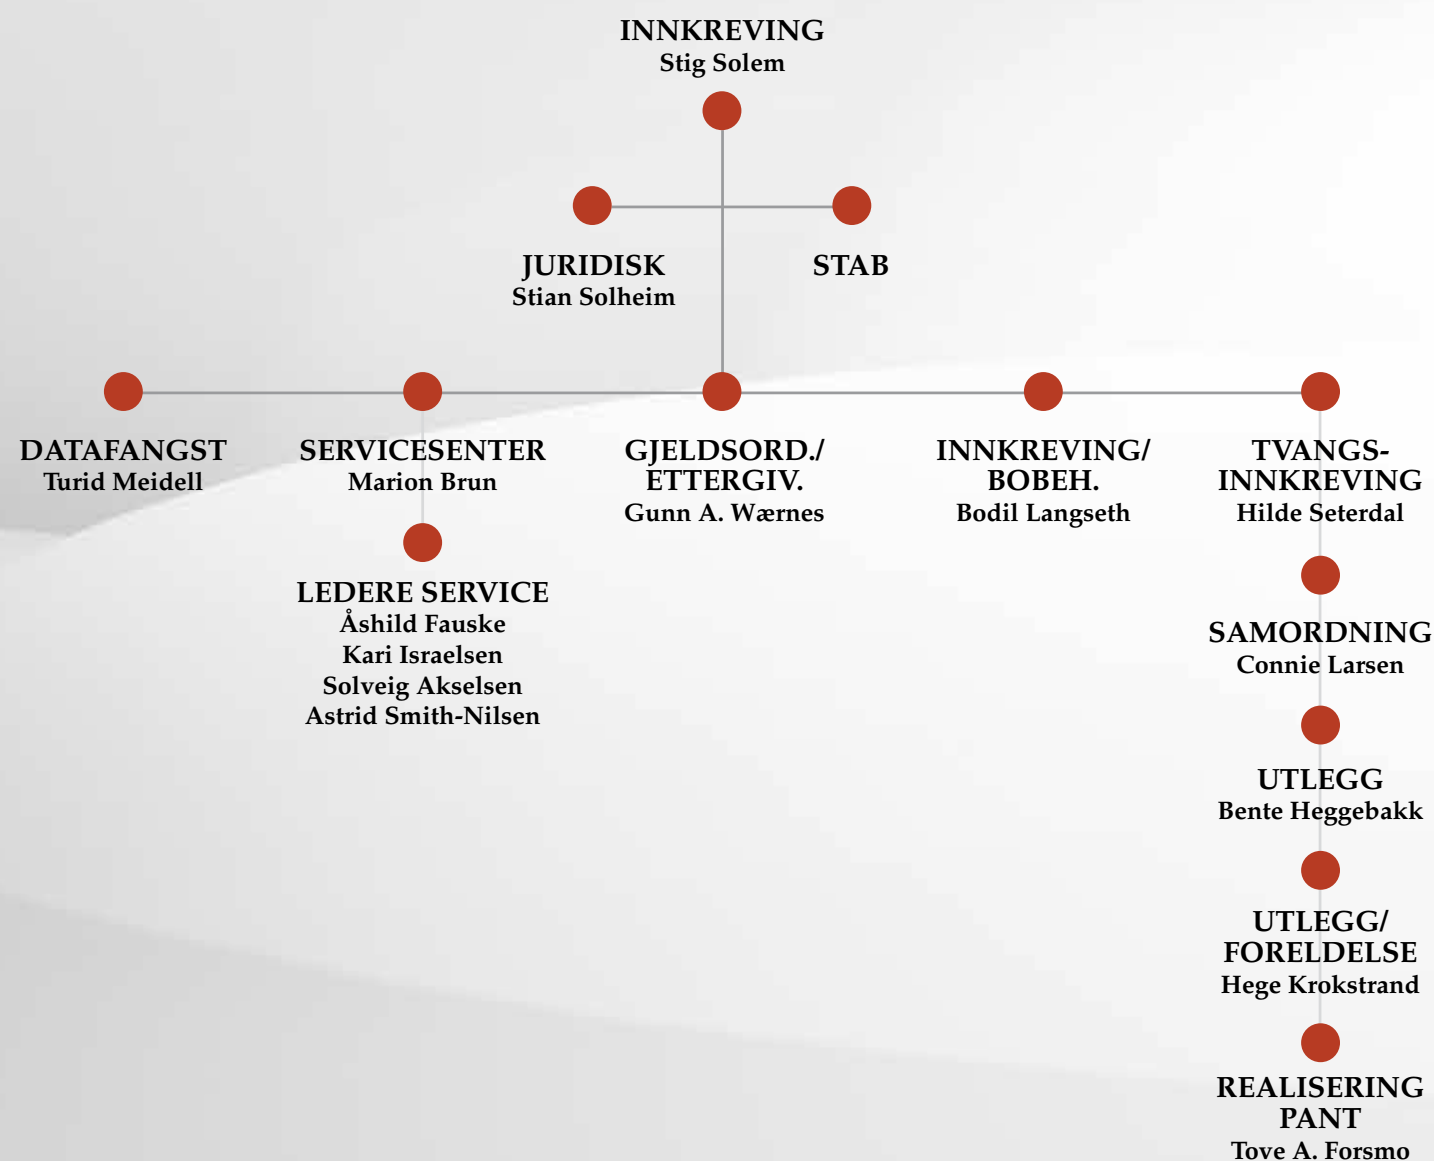 INNKREVING
Stig Solem
JURIDISK
Stian Solheim
STAB
DATAFANGST
Turid Meidell
SERVICESENTER
Marion Brun
LEDERE SERVICE
Åshild Fauske
Kari Israelsen
Solveig Akselsen
Astrid Smith-Nilsen
GJELDSORD./
ETTERGIV.
Gunn A. Wærnes
INNKREVING/
BOBEH.
Bodil Langseth
TVANGS-
INNKREVING
Hilde Seterdal
SAMORDNING
Connie Larsen
UTLEGG
Bente Heggebakk
UTLEGG/
FORELDELSE
Hege Krokstrand
REALISERING
PANT
Tove A. Forsmo